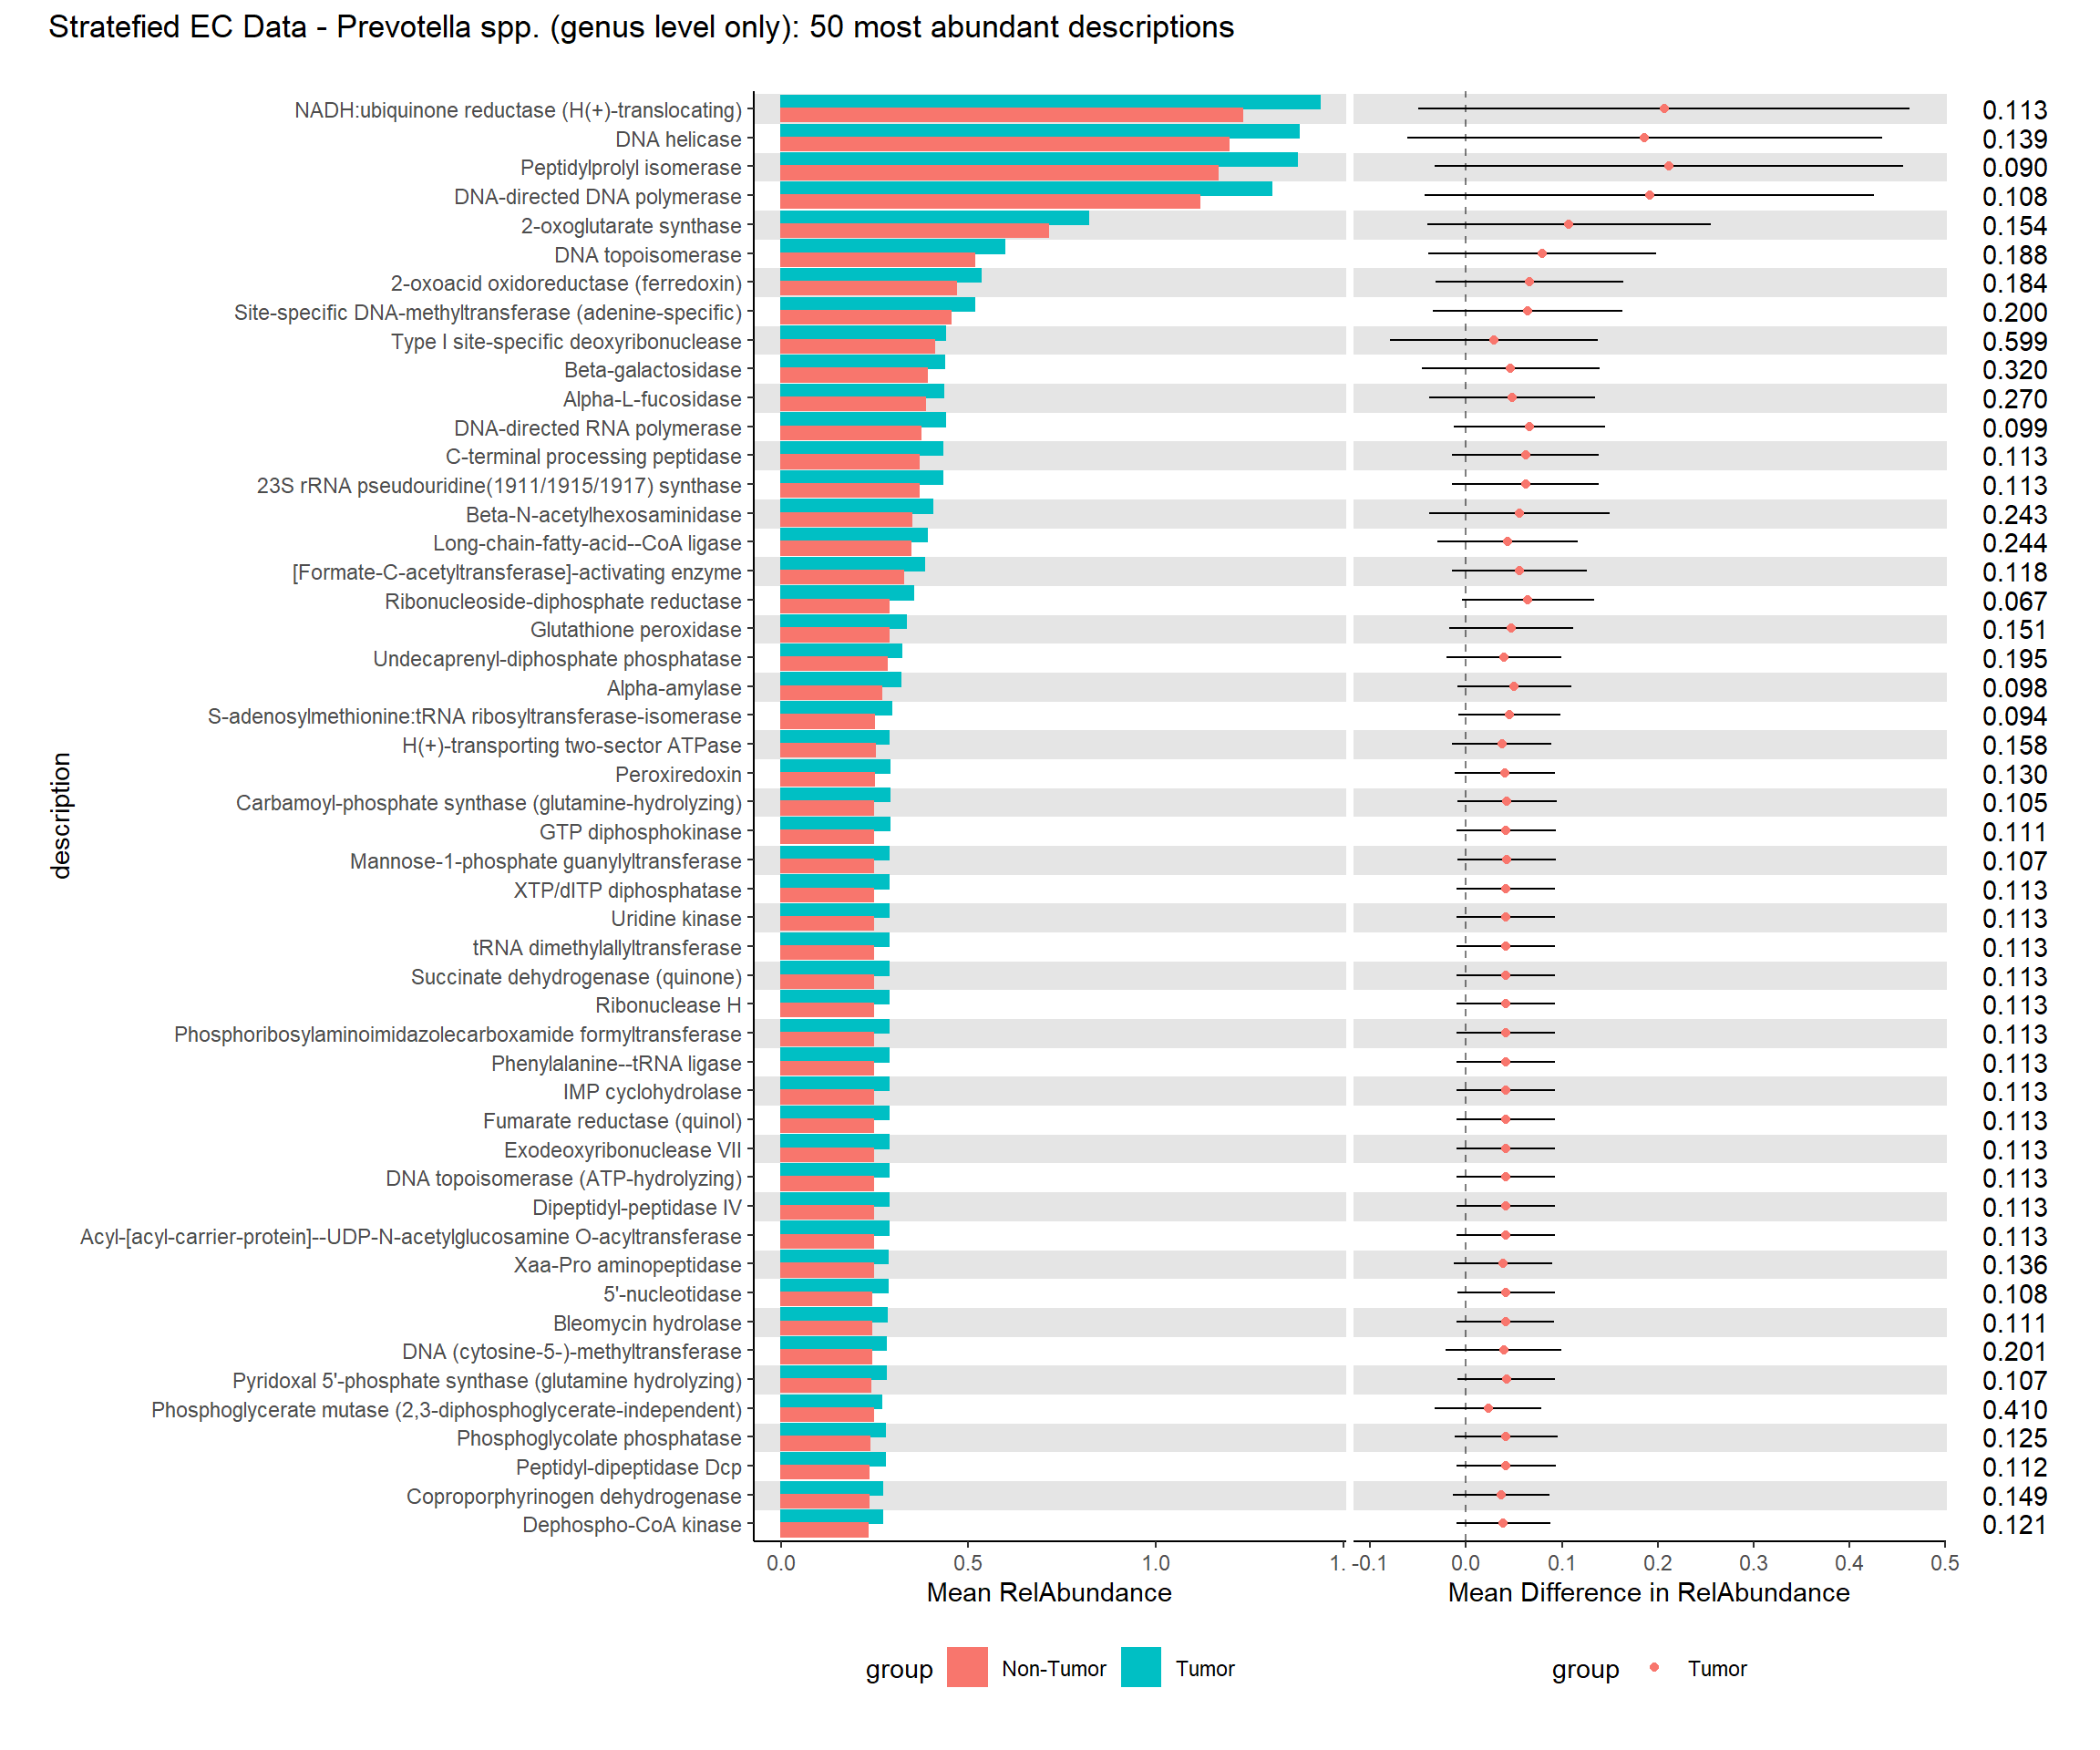 Stratefied EC Data - Prevotella spp. (genus level only): 50 most abundant descriptions
description
NADH:ubiquinone reductase (H(+)-translocating) 0.113
DNA helicase 0.139
Peptidylprolyl isomerase 0.090
DNA-directed DNA polymerase 0.108
2-oxoglutarate synthase 0.154
DNA topoisomerase 0.188
2-oxoacid oxidoreductase (ferredoxin) 0.184
Site-specific DNA-methyltransferase (adenine-specific) 0.200
Type I site-specific deoxyribonuclease 0.599
Beta-galactosidase 0.320
Alpha-L-fucosidase 0.270
DNA-directed RNA polymerase 0.099
C-terminal processing peptidase 0.113
23S rRNA pseudouridine(1911/1915/1917) synthase 0.113
Beta-N-acetylhexosaminidase 0.243
Long-chain-fatty-acid--CoA ligase 0.244
[Formate-C-acetyltransferase]-activating enzyme 0.118
Ribonucleoside-diphosphate reductase 0.067
Glutathione peroxidase 0.151
Undecaprenyl-diphosphate phosphatase 0.195
Alpha-amylase 0.098
S-adenosylmethionine:tRNA ribosyltransferase-isomerase 0.094
H(+)-transporting two-sector ATPase 0.158
Peroxiredoxin 0.130
Carbamoyl-phosphate synthase (glutamine-hydrolyzing) 0.105
GTP diphosphokinase 0.111
Mannose-1-phosphate guanylyltransferase 0.107
XTP/dITP diphosphatase 0.113
Uridine kinase 0.113
tRNA dimethylallyltransferase 0.113
Succinate dehydrogenase (quinone) 0.113
Ribonuclease H 0.113
Phosphoribosylaminoimidazolecarboxamide formyltransferase 0.113
Phenylalanine--tRNA ligase 0.113
IMP cyclohydrolase 0.113
Fumarate reductase (quinol) 0.113
Exodeoxyribonuclease VII 0.113
DNA topoisomerase (ATP-hydrolyzing) 0.113
Dipeptidyl-peptidase IV 0.113
Acyl-[acyl-carrier-protein]--UDP-N-acetylglucosamine O-acyltransferase 0.113
Xaa-Pro aminopeptidase 0.136
5'-nucleotidase 0.108
Bleomycin hydrolase 0.111
DNA (cytosine-5-)-methyltransferase 0.201
Pyridoxal 5'-phosphate synthase (glutamine hydrolyzing) 0.107
Phosphoglycerate mutase (2,3-diphosphoglycerate-independent) 0.410
Phosphoglycolate phosphatase 0.125
Peptidyl-dipeptidase Dcp 0.112
Coproporphyrinogen dehydrogenase 0.149
Dephospho-CoA kinase 0.121
0.0 0.5 1.0 1. -0.1 0.0 0.1 0.2 0.3 0.4 0.5
Mean RelAbundance Mean Difference in RelAbundance
group Non-Tumor Tumor group Tumor